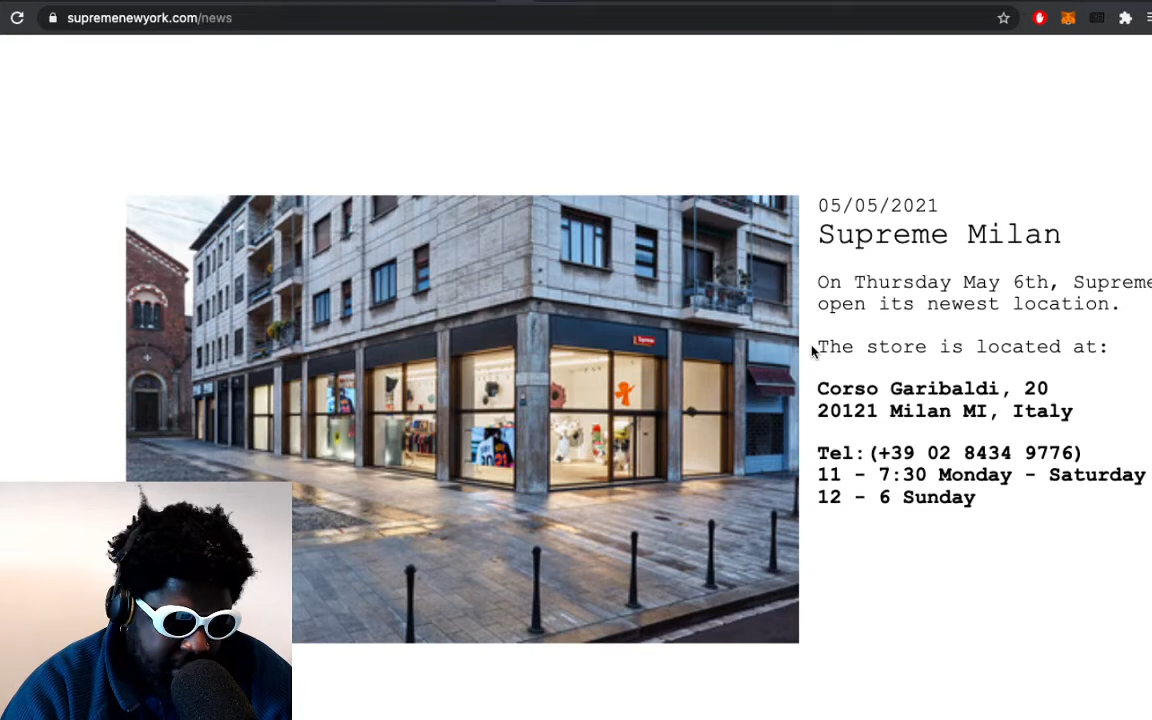 supremenewyork.com/news
05/05/2021
Supreme Milan
On Thursday May 6th, Supreme
open its newest location.
The store is located at:
Corso Garibaldi, 20
20121 Milan MI, Italy
Tel:(+39 02 8434 9776)
11 - 7:30 Monday - Saturday
12 - 6 Sunday
Supreme